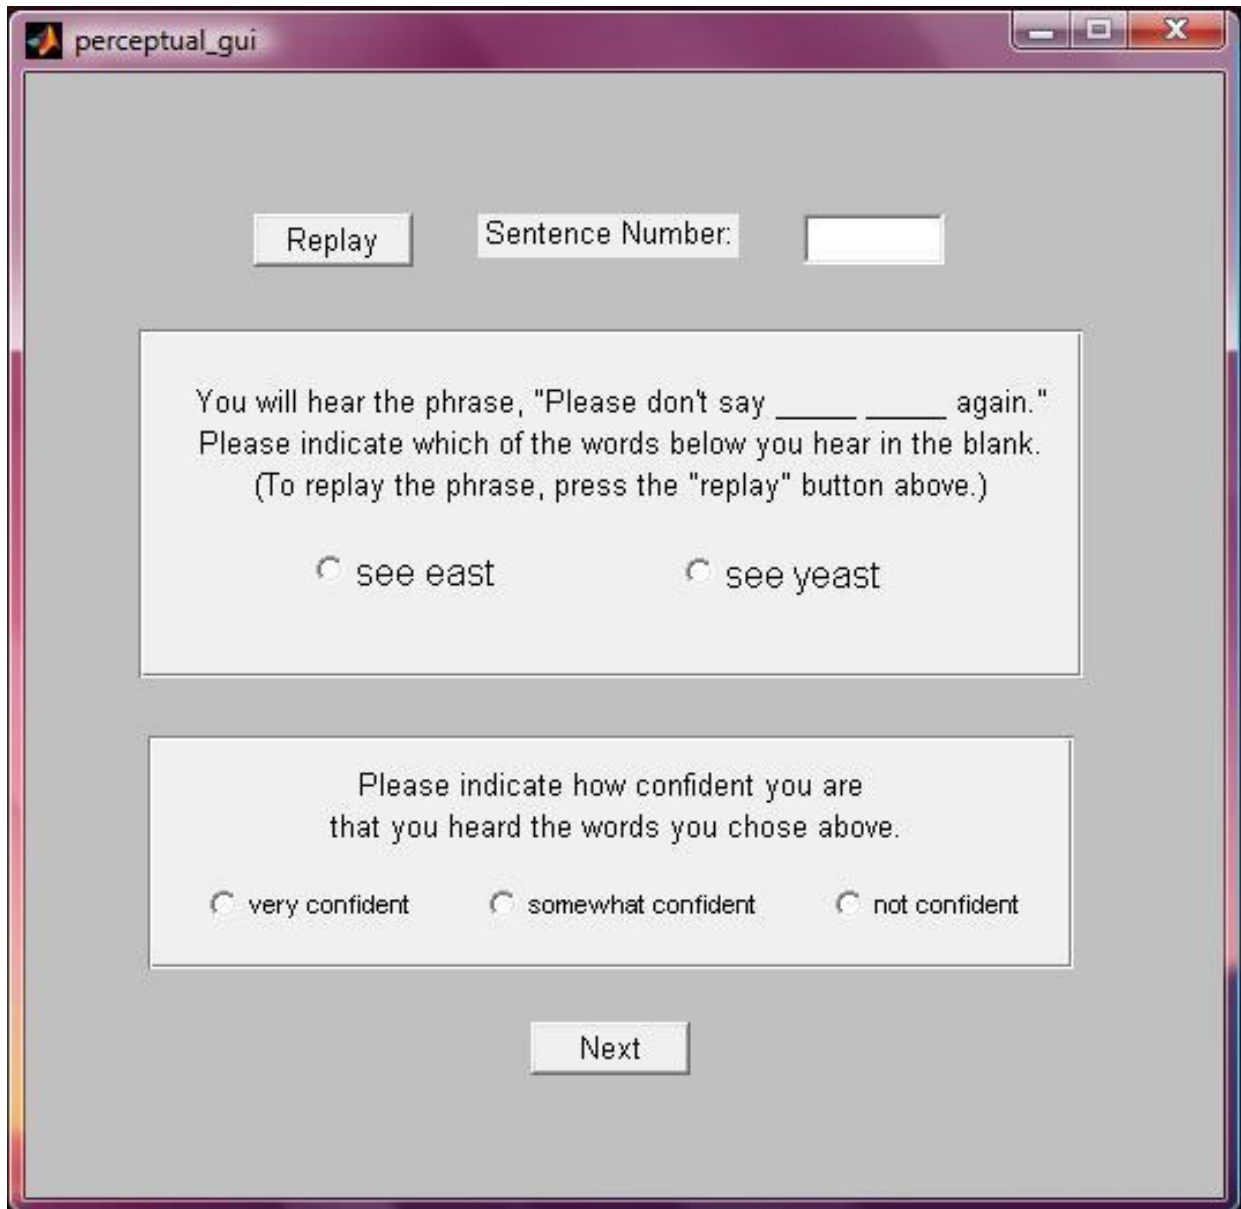 perceptual_gui
Replay
Sentence Number:
You will hear the phrase, "Please don't say _____ _____ again."
Please indicate which of the words below you hear in the blank.
(To replay the phrase, press the "replay" button above.)
see east
see yeast
Please indicate how confident you are
that you heard the words you chose above.
very confident
somewhat confident
not confident
Next